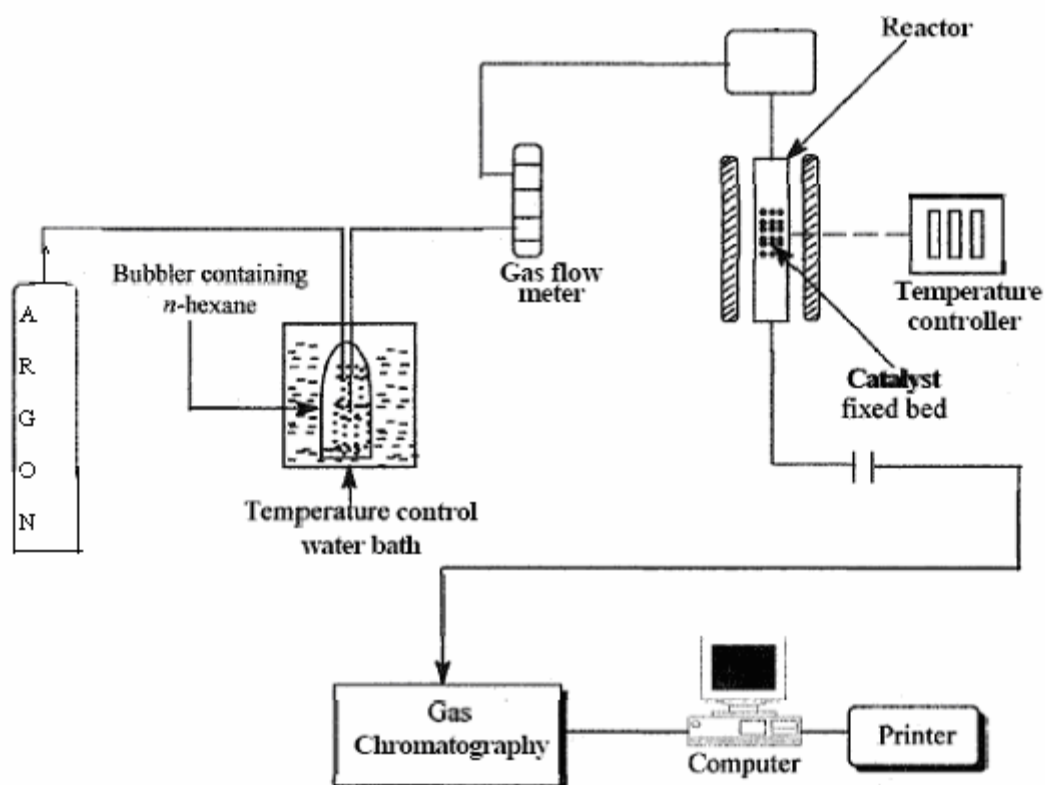 Reactor
Bubbler containing
n-hexane
Gas flow
meter
Temperature
controller
A
R
G
O
N
Catalyst
fixed bed
Temperature control
water bath
Gas
Chromatography
Computer
Printer